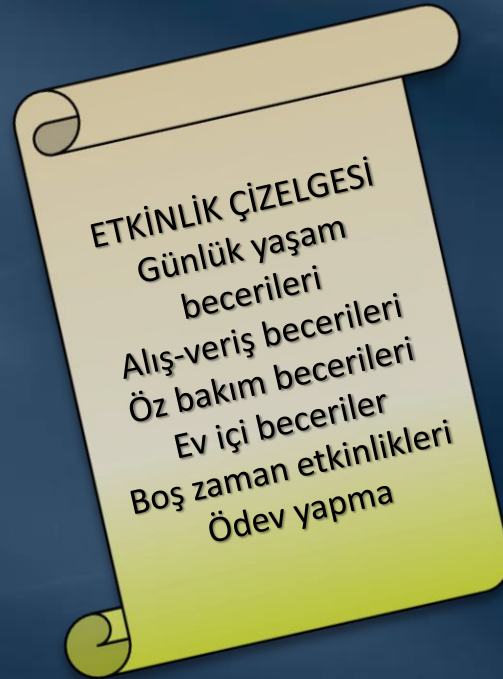 ETKİNLİK ÇİZELGESİ
Günlük yaşam
becerileri
Alış-veriş becerileri
Öz bakım becerileri
Ev içi beceriler
Boş zaman etkinlikleri
Ödev yapma